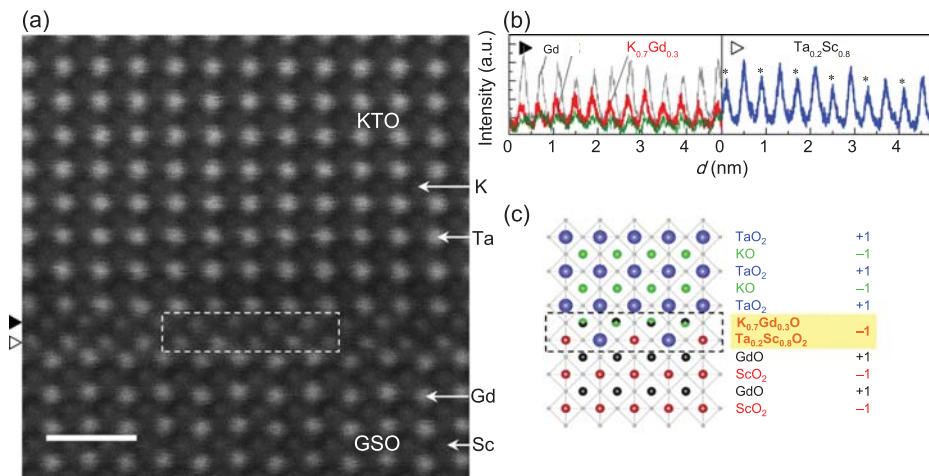 (a)
KTO
K
Ta
Gd
GSO
Sc
(b)
Intensity (a.u.)
Gd
K0.7Gd0.3
Ta0.2Sc0.8
* * * * * * *
0 1 2 3 4 0 1 2 3 4
d (nm)
(c)
TaO2 +1
KO –1
TaO2 +1
KO –1
TaO2 +1
K0.7Gd0.3O
Ta0.2Sc0.8O2 –1
GdO +1
ScO2 –1
GdO +1
ScO2 –1